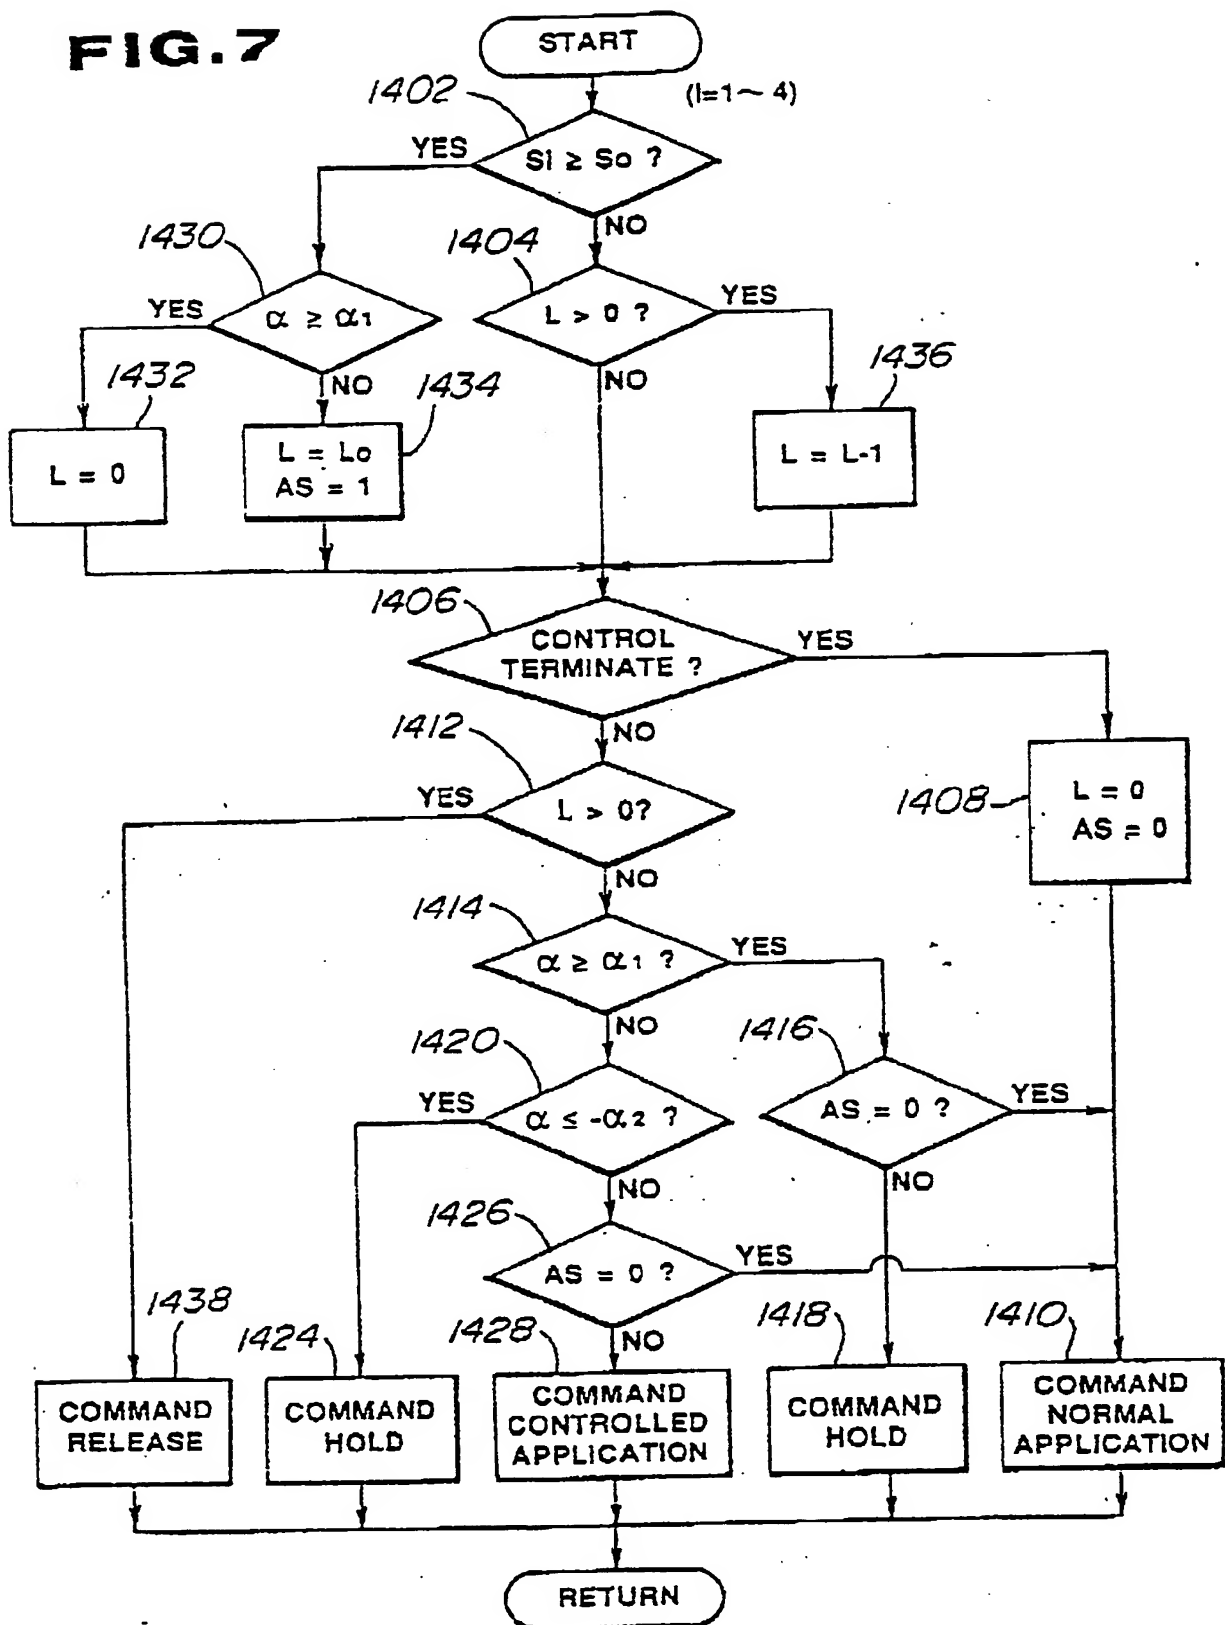 FIG.7
START
(I=1~4)
1402
Si ≥ So ?
YES
NO
1430
1404
α ≥ α1
YES
NO
L > 0 ?
YES
NO
1432
1434
1436
L = 0
L = Lo
AS = 1
L = L-1
1406
CONTROL
TERMINATE ?
YES
NO
1412
L > 0?
YES
NO
1408
L = 0
AS = 0
1414
α ≥ α1 ?
YES
NO
1420
α ≤ -α2 ?
YES
NO
1416
AS = 0 ?
YES
NO
1426
AS = 0 ?
YES
NO
1438
COMMAND
RELEASE
1424
COMMAND
HOLD
1428
COMMAND
CONTROLLED
APPLICATION
1418
COMMAND
HOLD
1410
COMMAND
NORMAL
APPLICATION
RETURN